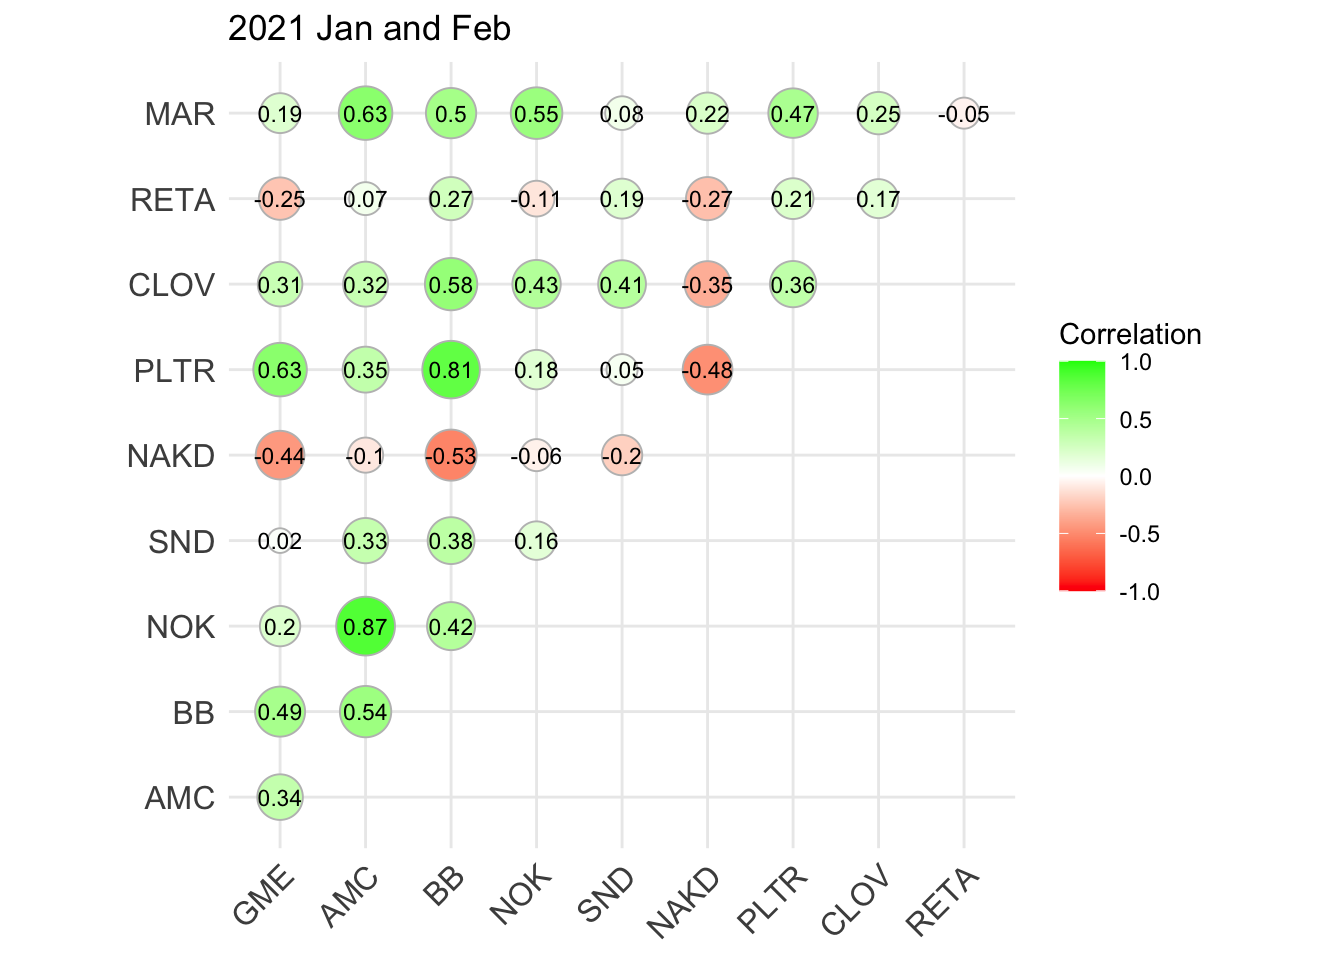 2021 Jan and Feb
MAR 0.19 0.63 0.5 0.55 0.08 0.22 0.47 0.25 -0.05
RETA -0.25 0.07 0.27 -0.11 0.19 -0.27 0.21 0.17
CLOV 0.31 0.32 0.58 0.43 0.41 -0.35 0.36
PLTR 0.63 0.35 0.81 0.18 0.05 -0.48
NAKD -0.44 -0.1 -0.53 -0.06 -0.2
SND 0.02 0.33 0.38 0.16
NOK 0.2 0.87 0.42
BB 0.49 0.54
AMC 0.34
GME AMC BB NOK SND NAKD PLTR CLOV RETA
Correlation
1.0
0.5
0.0
-0.5
-1.0